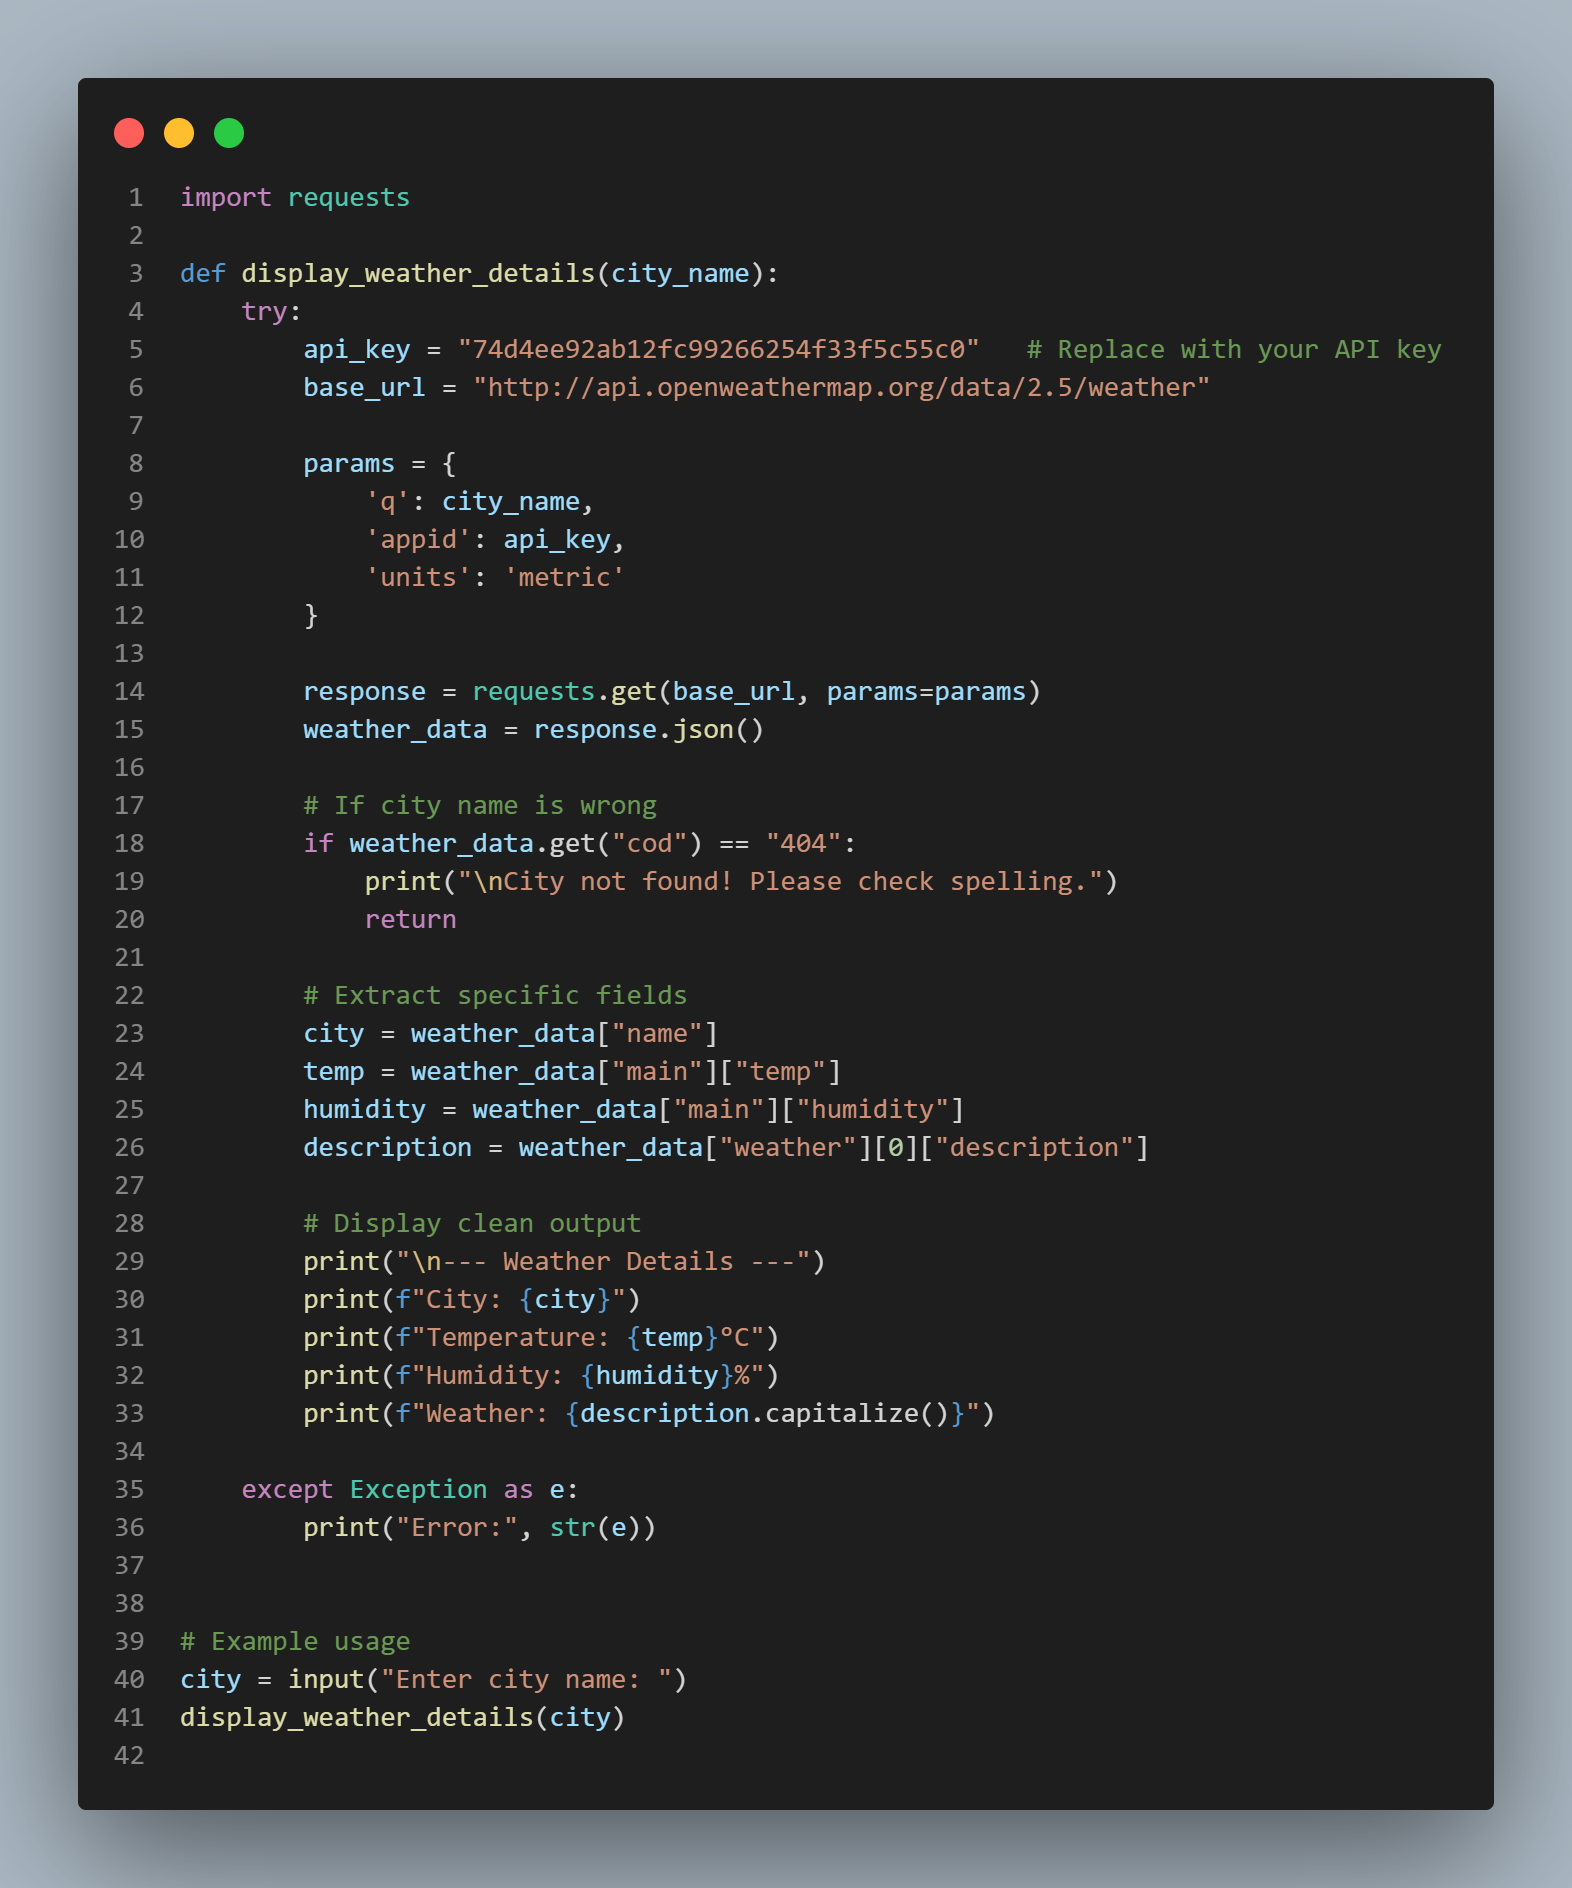 1 import requests
2
3 def display_weather_details(city_name):
4     try:
5         api_key = "74d4ee92ab12fc99266254f33f5c55c0"   # Replace with your API key
6         base_url = "http://api.openweathermap.org/data/2.5/weather"
7
8         params = {
9             'q': city_name,
10             'appid': api_key,
11             'units': 'metric'
12         }
13
14         response = requests.get(base_url, params=params)
15         weather_data = response.json()
16
17         # If city name is wrong
18         if weather_data.get("cod") == "404":
19             print("\nCity not found! Please check spelling.")
20             return
21
22         # Extract specific fields
23         city = weather_data["name"]
24         temp = weather_data["main"]["temp"]
25         humidity = weather_data["main"]["humidity"]
26         description = weather_data["weather"][0]["description"]
27
28         # Display clean output
29         print("\n--- Weather Details ---")
30         print(f"City: {city}")
31         print(f"Temperature: {temp}°C")
32         print(f"Humidity: {humidity}%")
33         print(f"Weather: {description.capitalize()}")
34
35     except Exception as e:
36         print("Error:", str(e))
37
38
39 # Example usage
40 city = input("Enter city name: ")
41 display_weather_details(city)
42